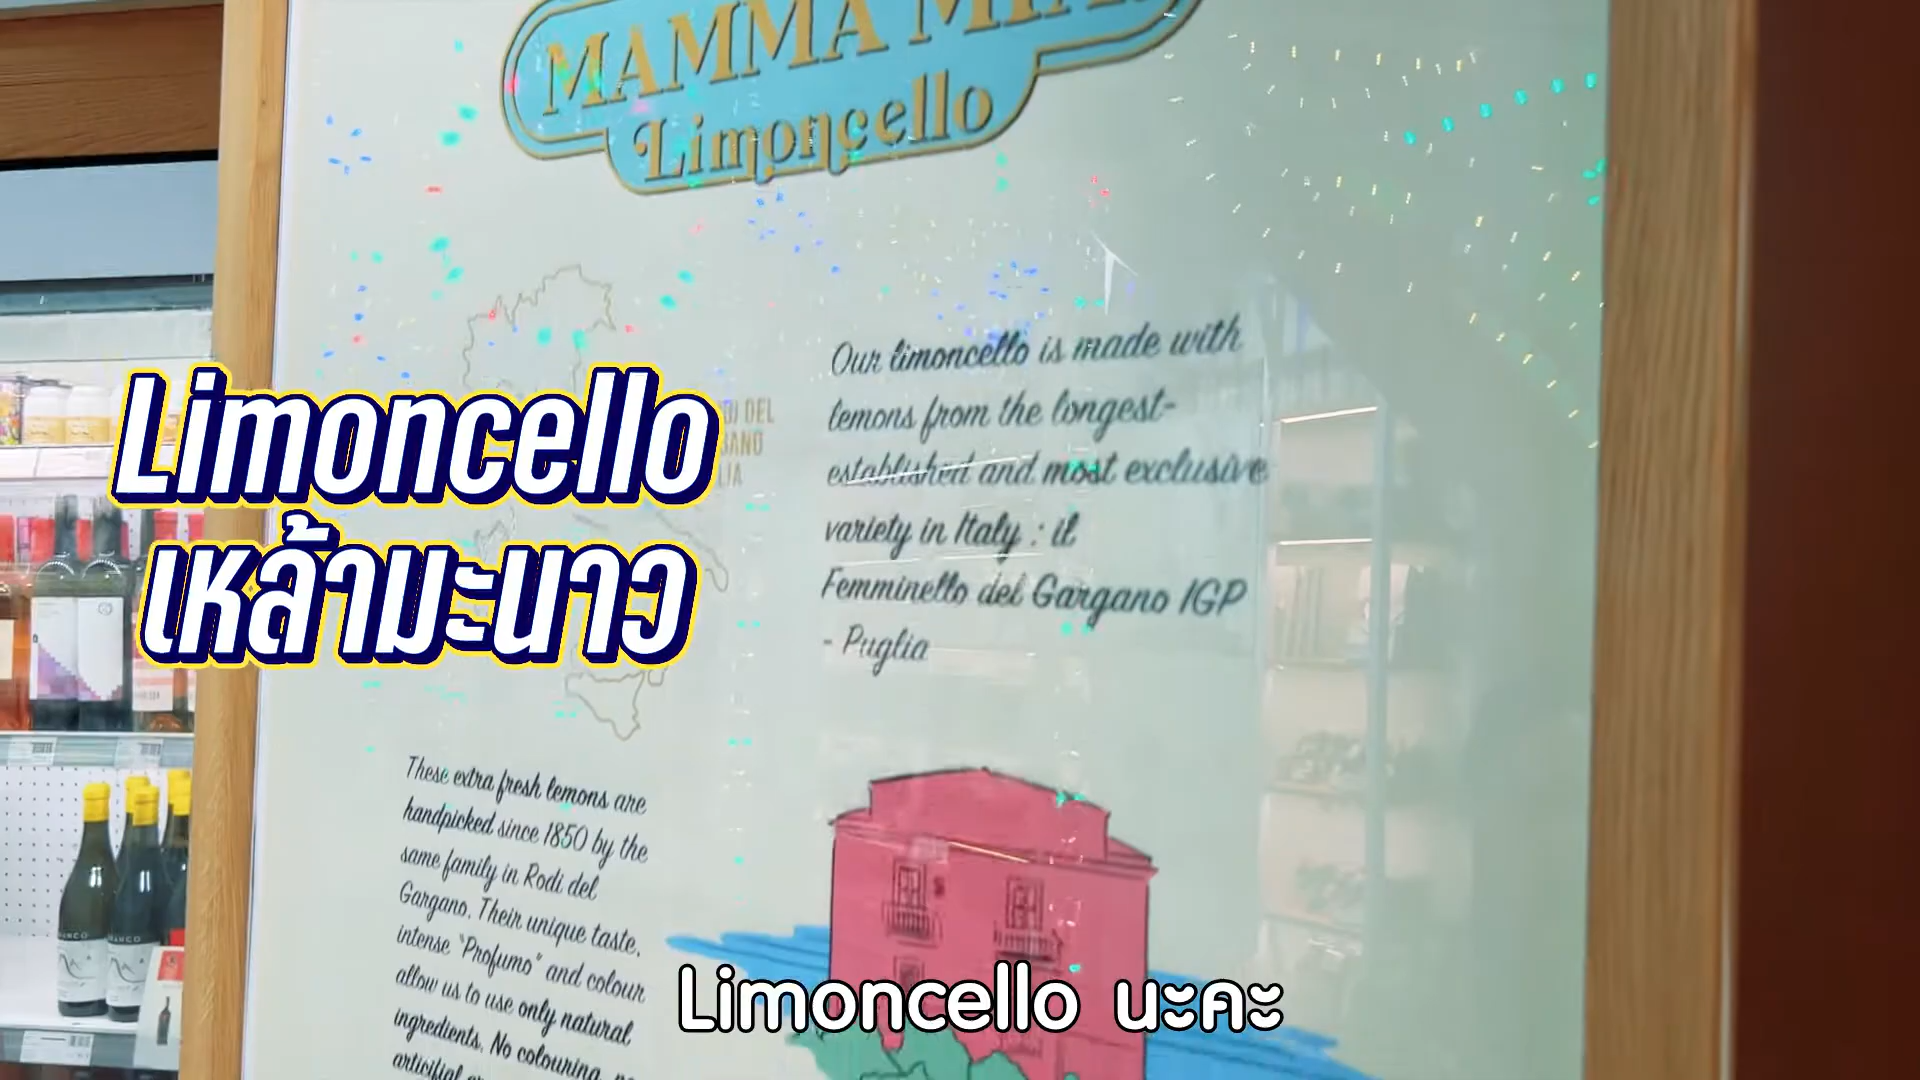 MAMMA MIA
Limoncello
Our limoncello is made with
lemons from the longest-
established and most exclusive
variety in Italy : il
Femminello del Gargano IGP
- Puglia
DEL
Limoncello
เหล้ามะนาว
These extra fresh lemons are
handpicked since 1850 by the
same family in Rodi del
Gargano. Their unique taste,
intense "Profumo" and colour
allow us to use only natural
ingredients. No colouring,
Limoncello นะคะ